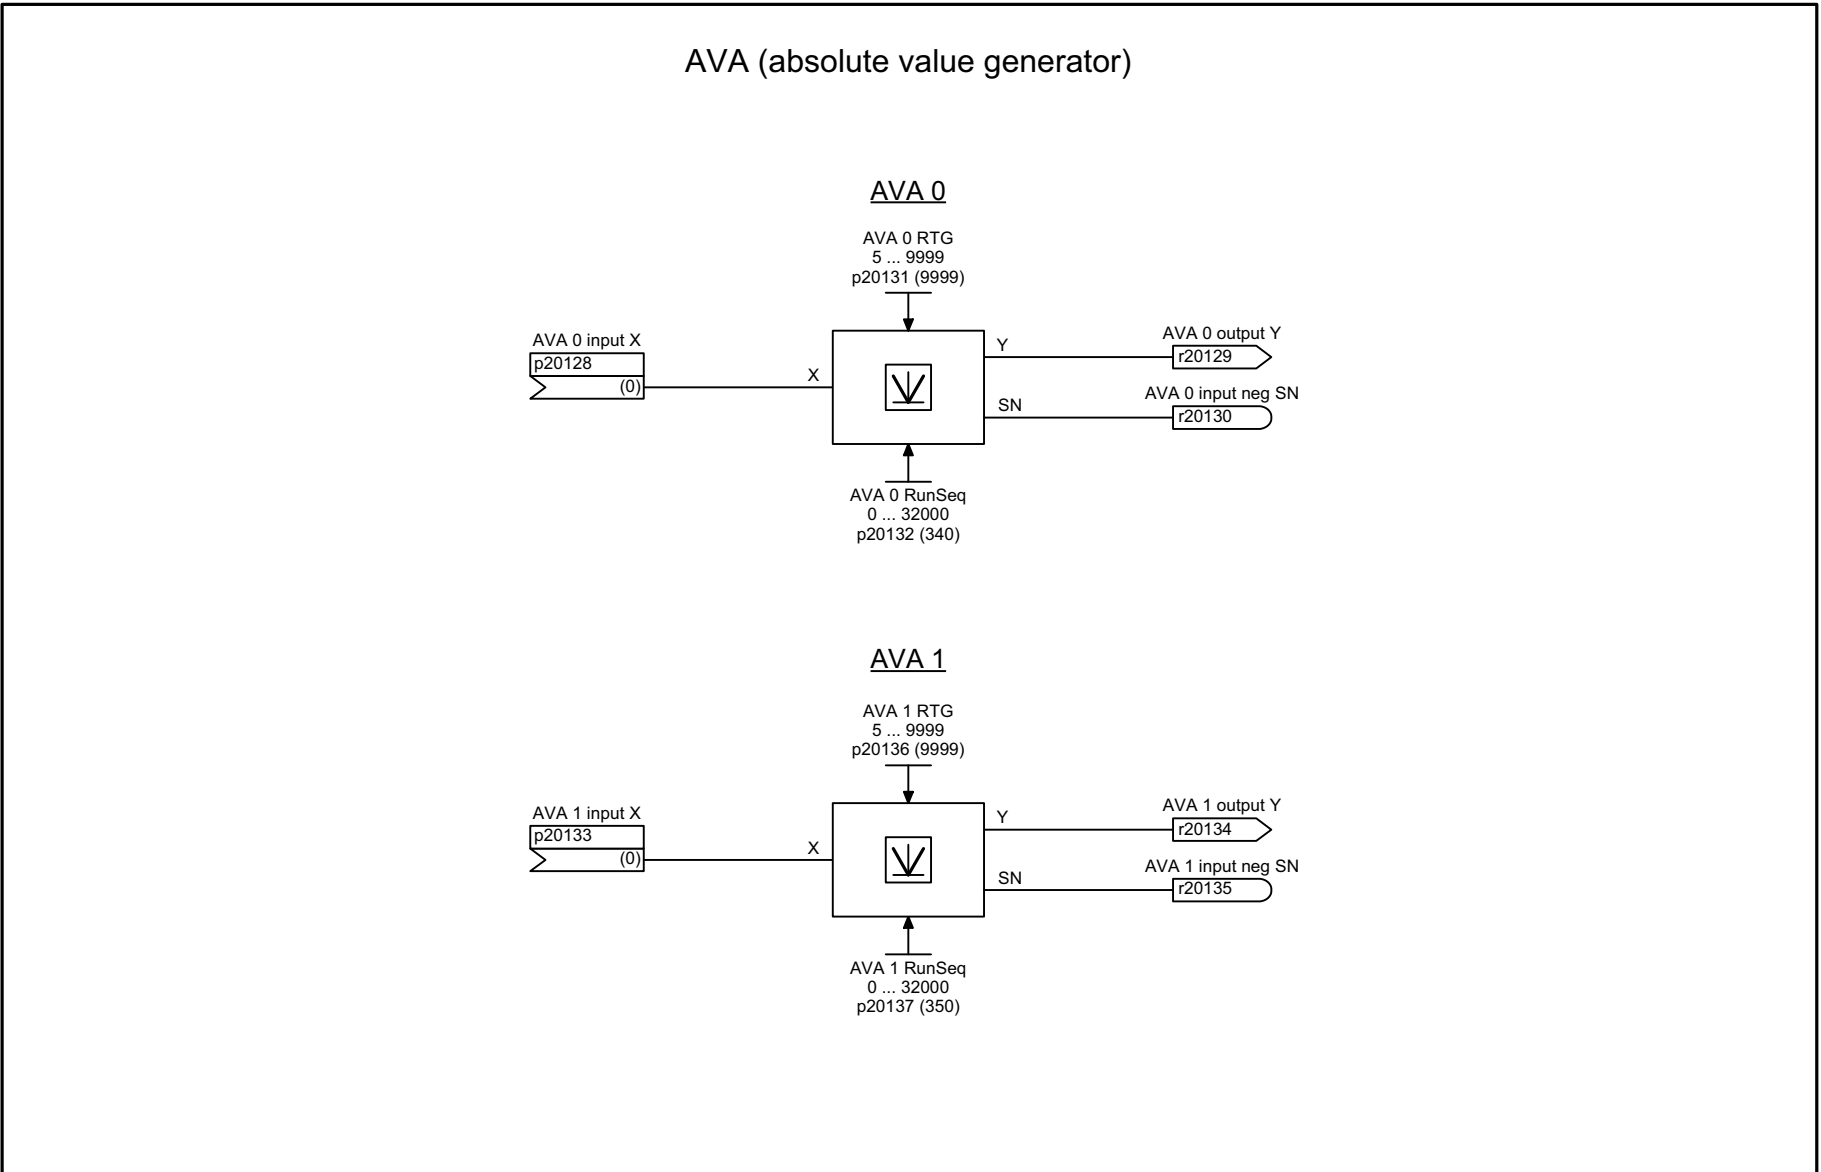 AVA (absolute value generator)
AVA 0
AVA 0 RTG
5 ... 9999
p20131 (9999)
AVA 0 input X
p20128
(0)
X
Y
SN
AVA 0 output Y
r20129
AVA 0 input neg SN
r20130
AVA 0 RunSeq
0 ... 32000
p20132 (340)
AVA 1
AVA 1 RTG
5 ... 9999
p20136 (9999)
AVA 1 input X
p20133
(0)
X
Y
SN
AVA 1 output Y
r20134
AVA 1 input neg SN
r20135
AVA 1 RunSeq
0 ... 32000
p20137 (350)